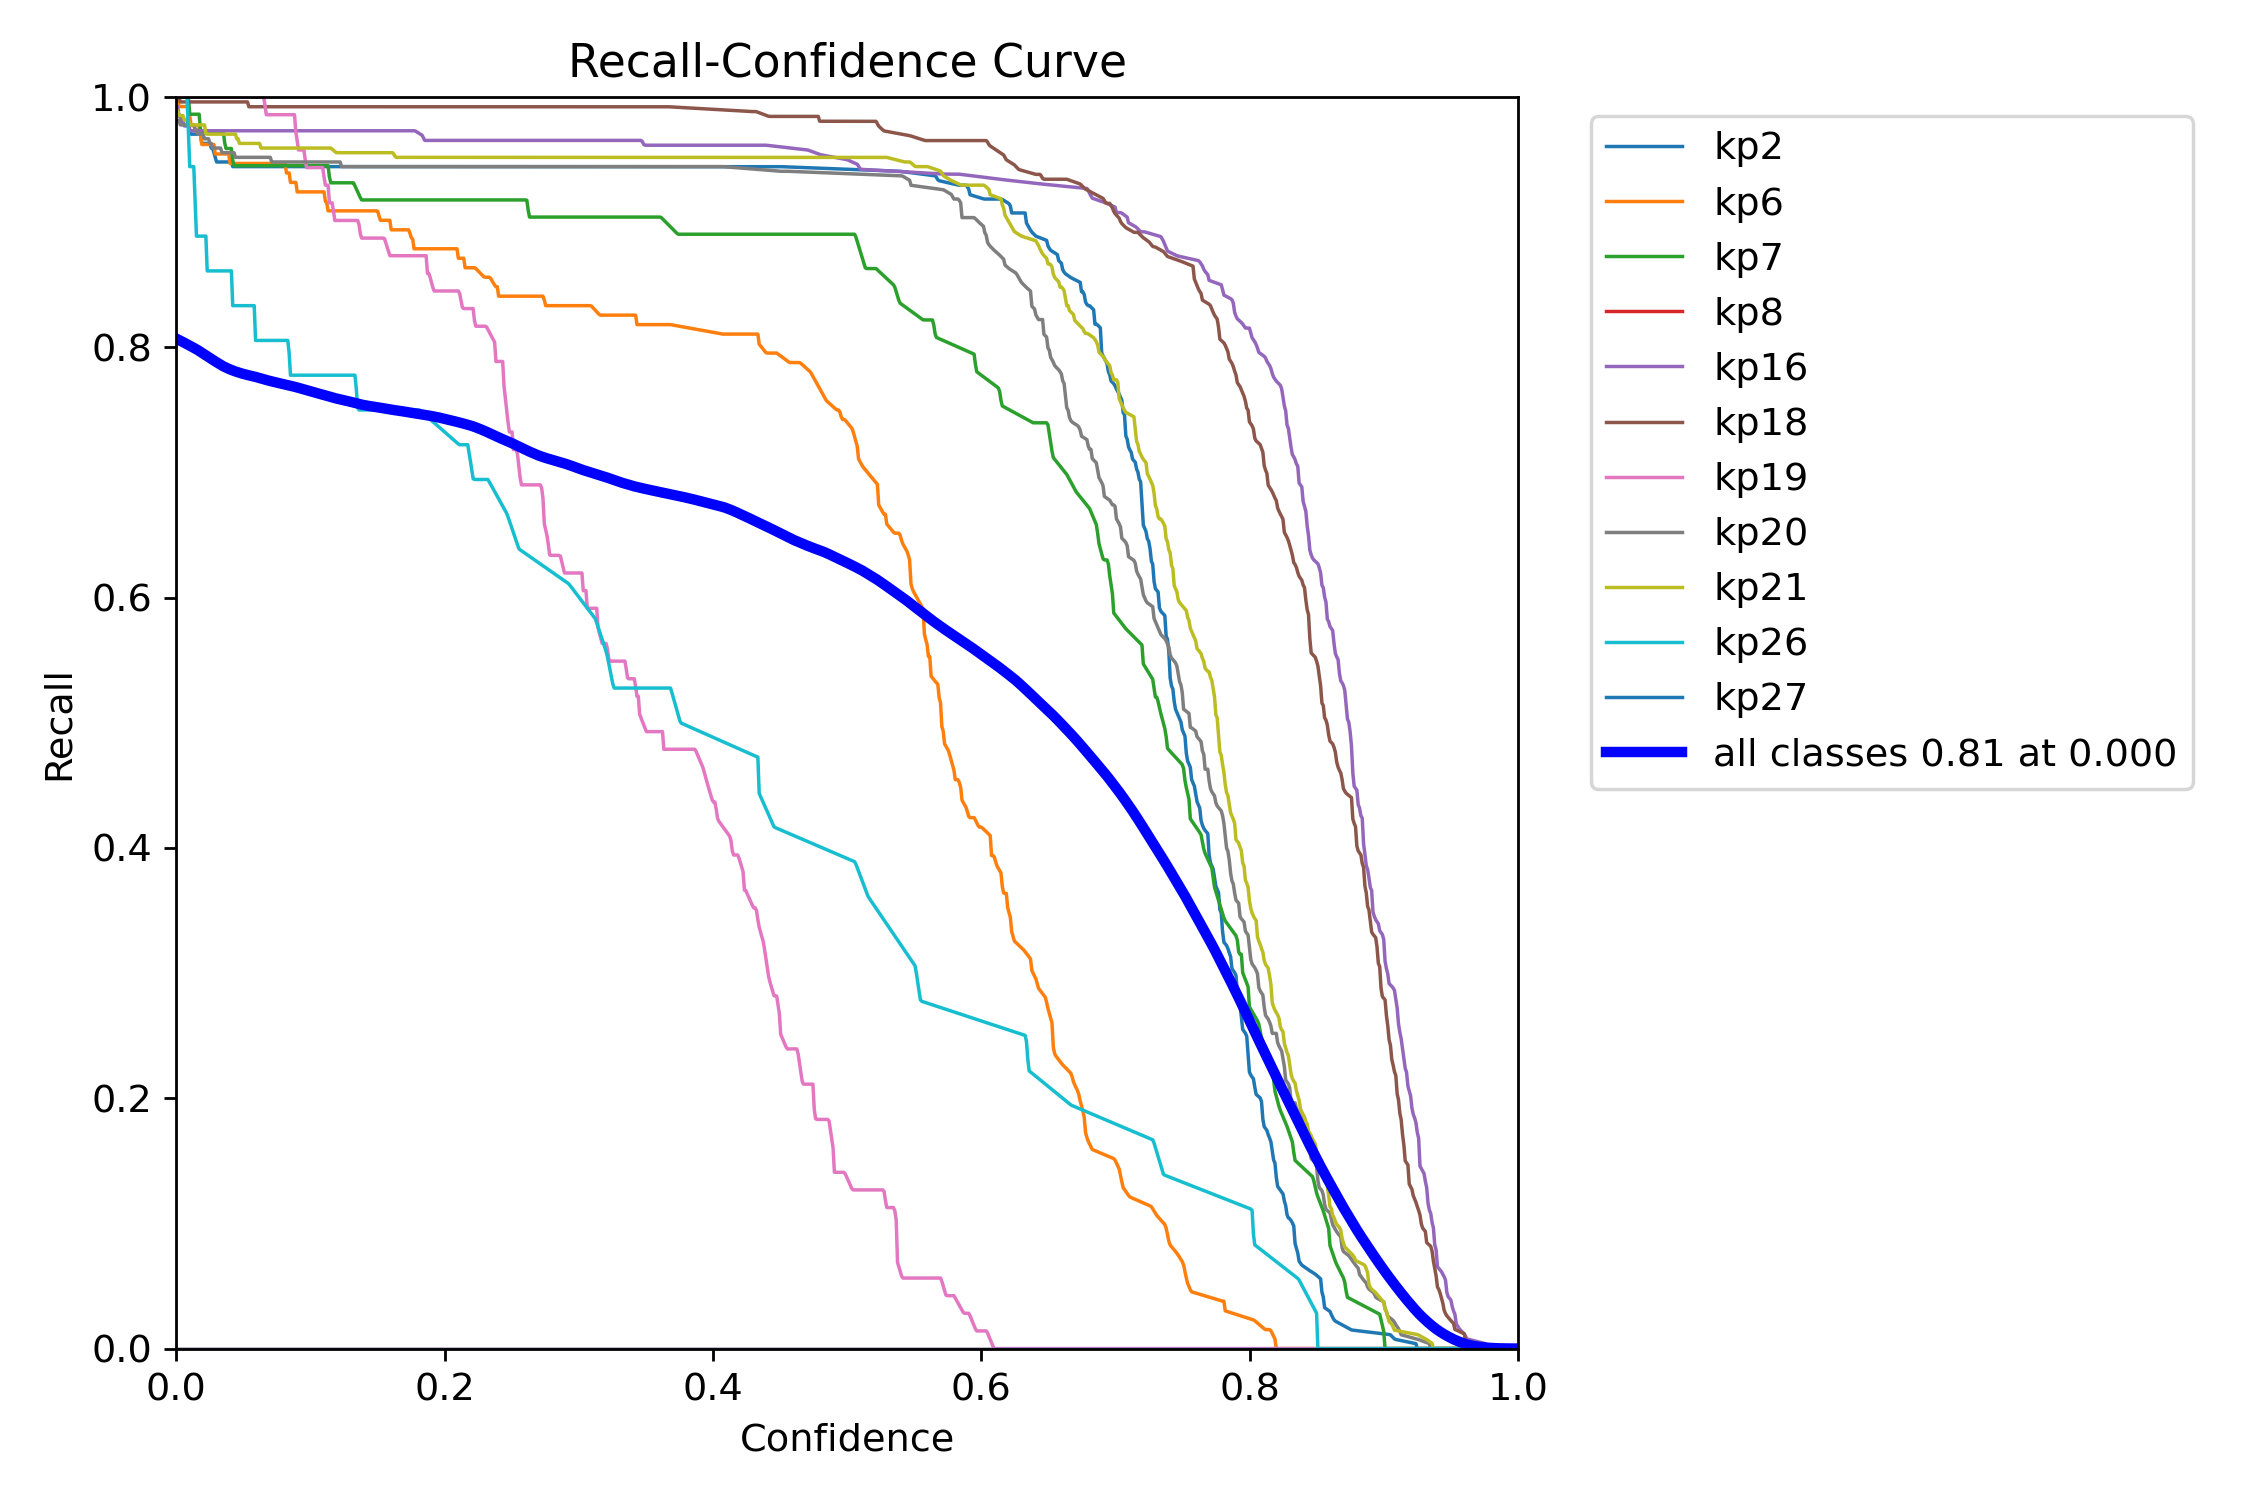 Recall-Confidence Curve
1.0
0.8
0.6
0.4
0.2
0.0
Recall
0.0 0.2 0.4 0.6 0.8 1.0
Confidence
kp2
kp6
kp7
kp8
kp16
kp18
kp19
kp20
kp21
kp26
kp27
all classes 0.81 at 0.000